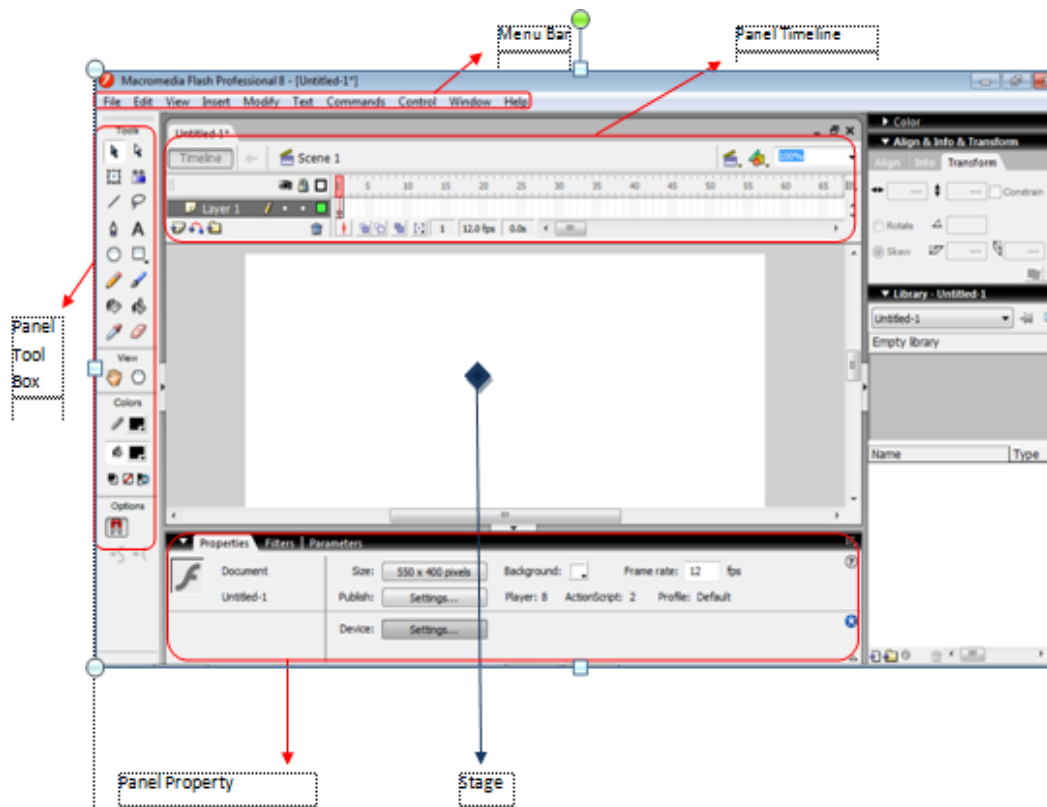 Menu Bar
Panel Timeline
Macromedia Flash Professional 8 - [Untitled-1*]
File Edit View Insert Modify Text Commands Control Window Help
Tools
Untitled-1*
Timeline
Scene 1
100%
1 5 10 15 20 25 30 35 40 45 50 55 60 65
Layer 1
1 12.0 fps 0.0s
Color
Align & Info & Transform
Align Info Transform
Constrain
Rotate
Skew
Library - Untitled-1
Untitled-1
Empty library
Name Type
Panel
Tool
Box
View
Colors
Options
Properties Filters Parameters
Document
Untitled-1
Size: 550 x 400 pixels Background: Frame rate: 12 fps
Publish: Settings... Player: 8 ActionScript: 2 Profile: Default
Device: Settings...
Panel Property
Stage